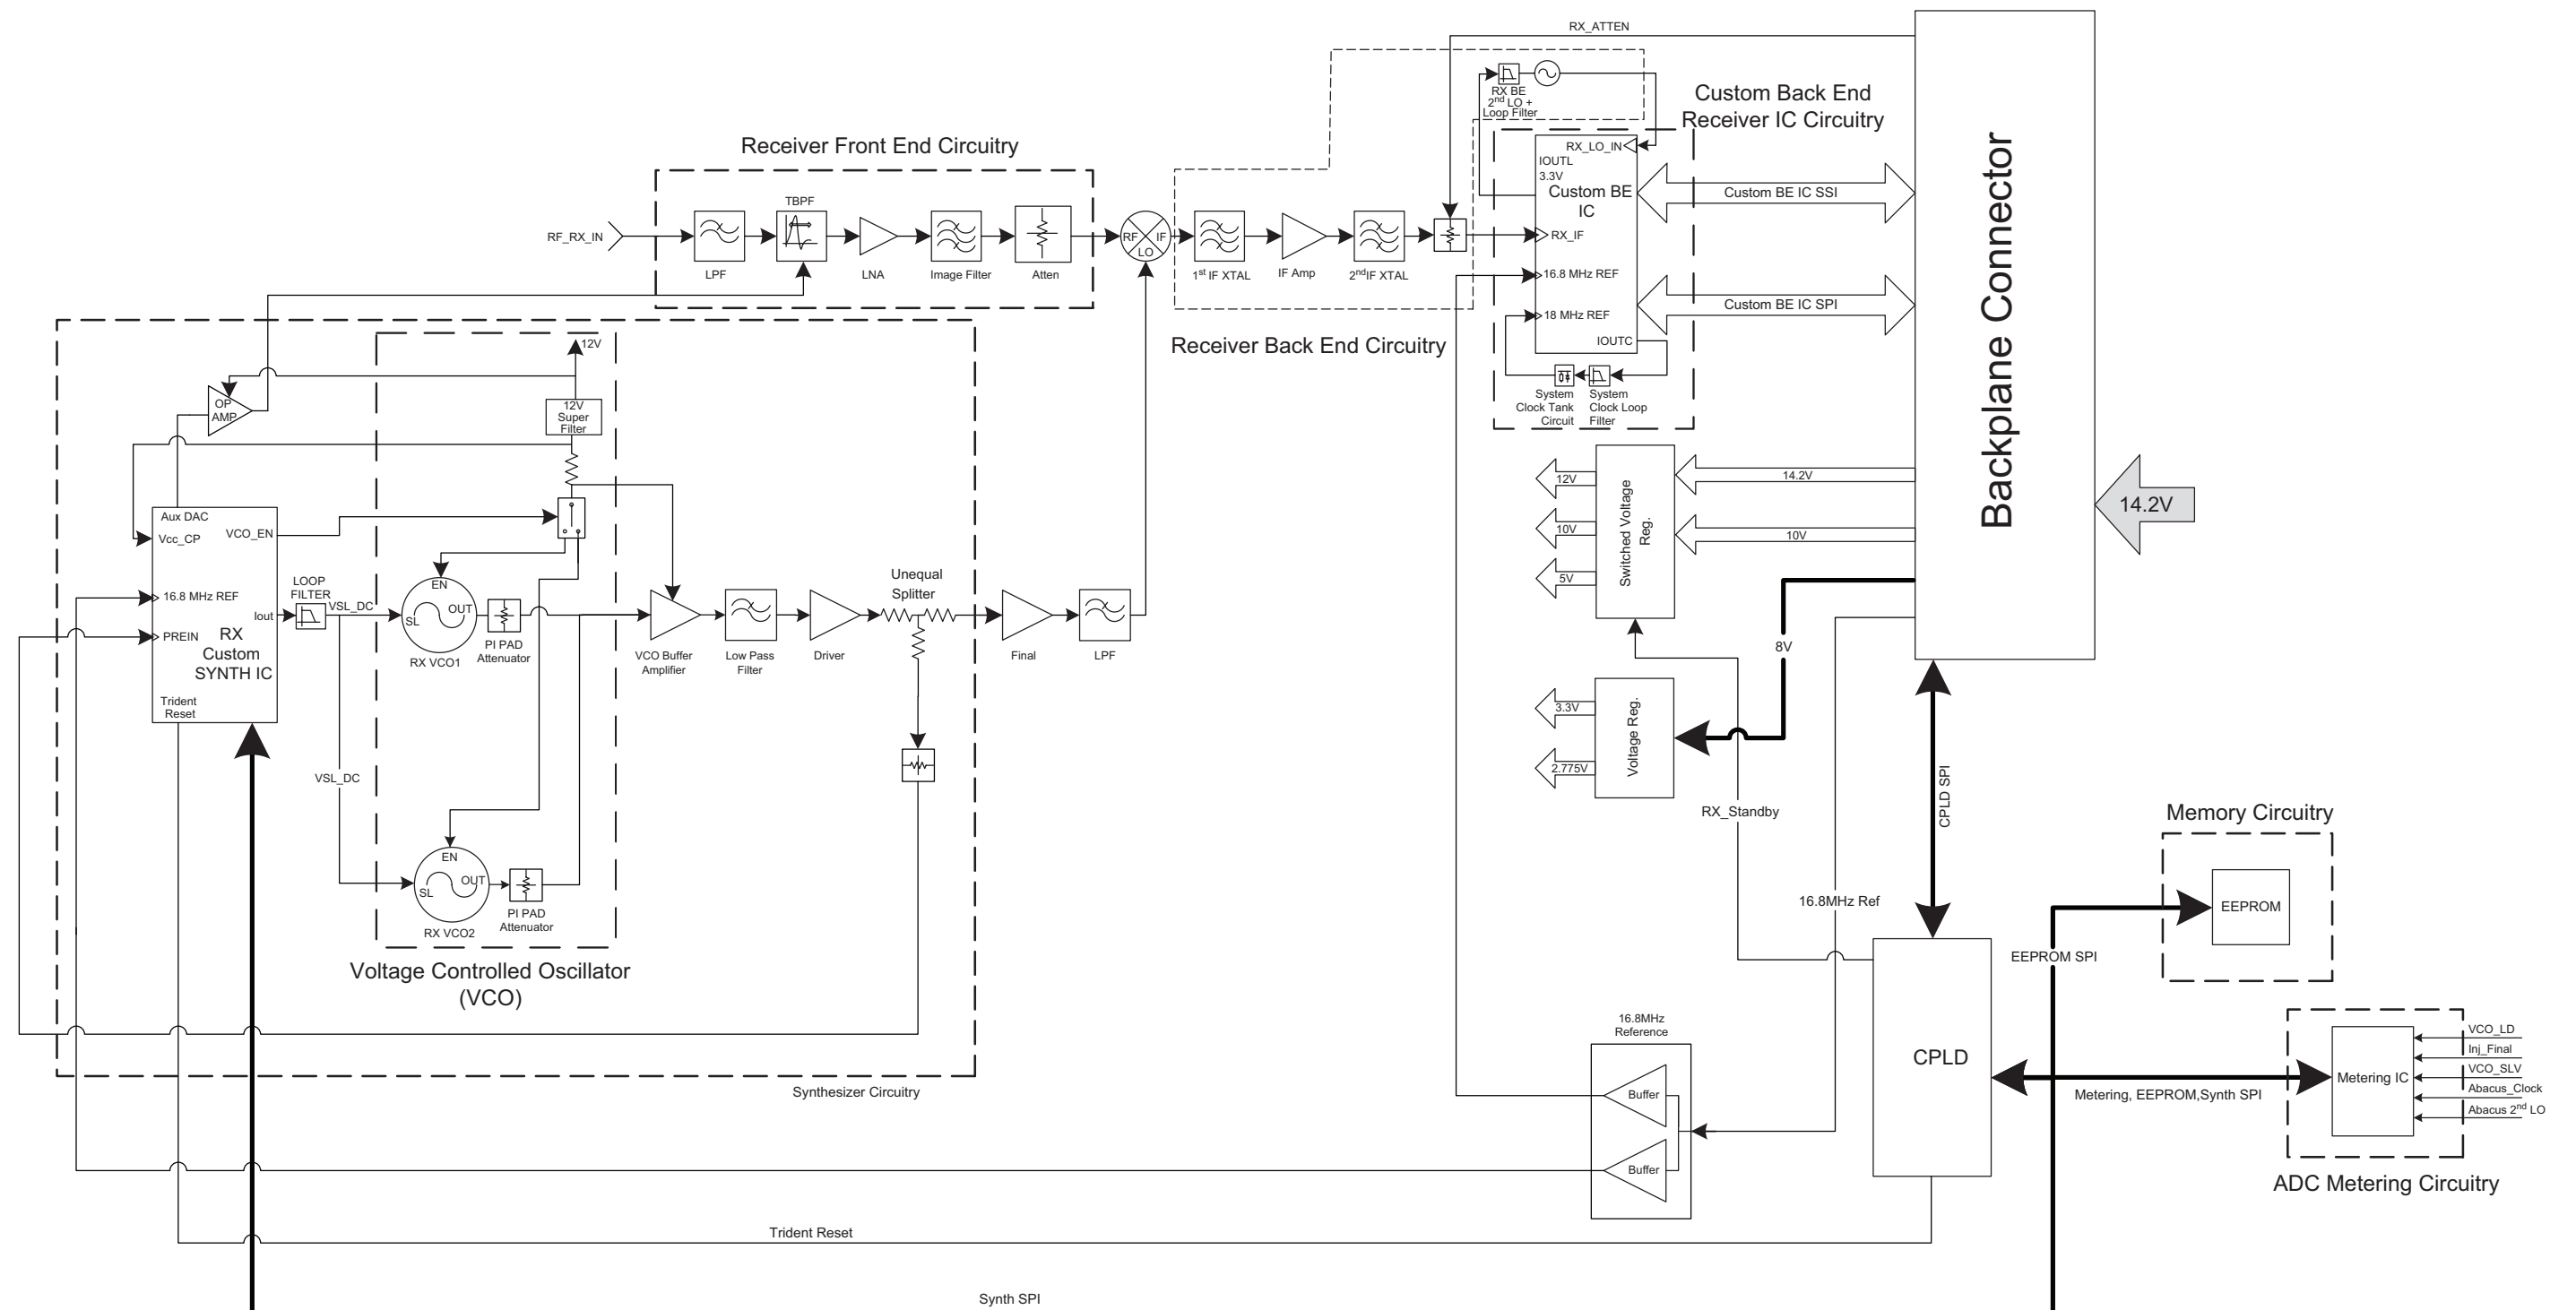 RX_ATTEN
RX BE
2nd LO +
Loop Filter
Custom Back End
Receiver IC Circuitry
Receiver Front End Circuitry
RF_RX_IN
LPF
TBPF
LNA
Image Filter
Atten
RF
IF
LO
1st IF XTAL
IF Amp
2ndIF XTAL
Receiver Back End Circuitry
RX_LO_IN
IOUTL
3.3V
Custom BE
IC
RX_IF
16.8 MHz REF
18 MHz REF
IOUTC
System
Clock Tank
Circuit
System
Clock Loop
Filter
Custom BE IC SSI
Custom BE IC SPI
Backplane Connector
14.2V
12V
OP
AMP
12V
Super
Filter
Aux DAC
Vcc_CP
VCO_EN
16.8 MHz REF
Iout
PREIN
RX
Custom
SYNTH IC
Trident
Reset
LOOP
FILTER
VSL_DC
VSL_DC
EN
SL
OUT
RX VCO1
PI PAD
Attenuator
EN
SL
OUT
RX VCO2
PI PAD
Attenuator
Voltage Controlled Oscillator
(VCO)
VCO Buffer
Amplifier
Low Pass
Filter
Driver
Unequal
Splitter
Final
LPF
Synthesizer Circuitry
12V
10V
5V
Switched Voltage
Reg.
14.2V
10V
8V
3.3V
2.775V
Voltage Reg.
RX_Standby
CPLD SPI
16.8MHz Ref
16.8MHz
Reference
Buffer
Buffer
CPLD
Memory Circuitry
EEPROM
EEPROM SPI
Metering, EEPROM,Synth SPI
Metering IC
VCO_LD
Inj_Final
VCO_SLV
Abacus_Clock
Abacus 2nd LO
ADC Metering Circuitry
Trident Reset
Synth SPI